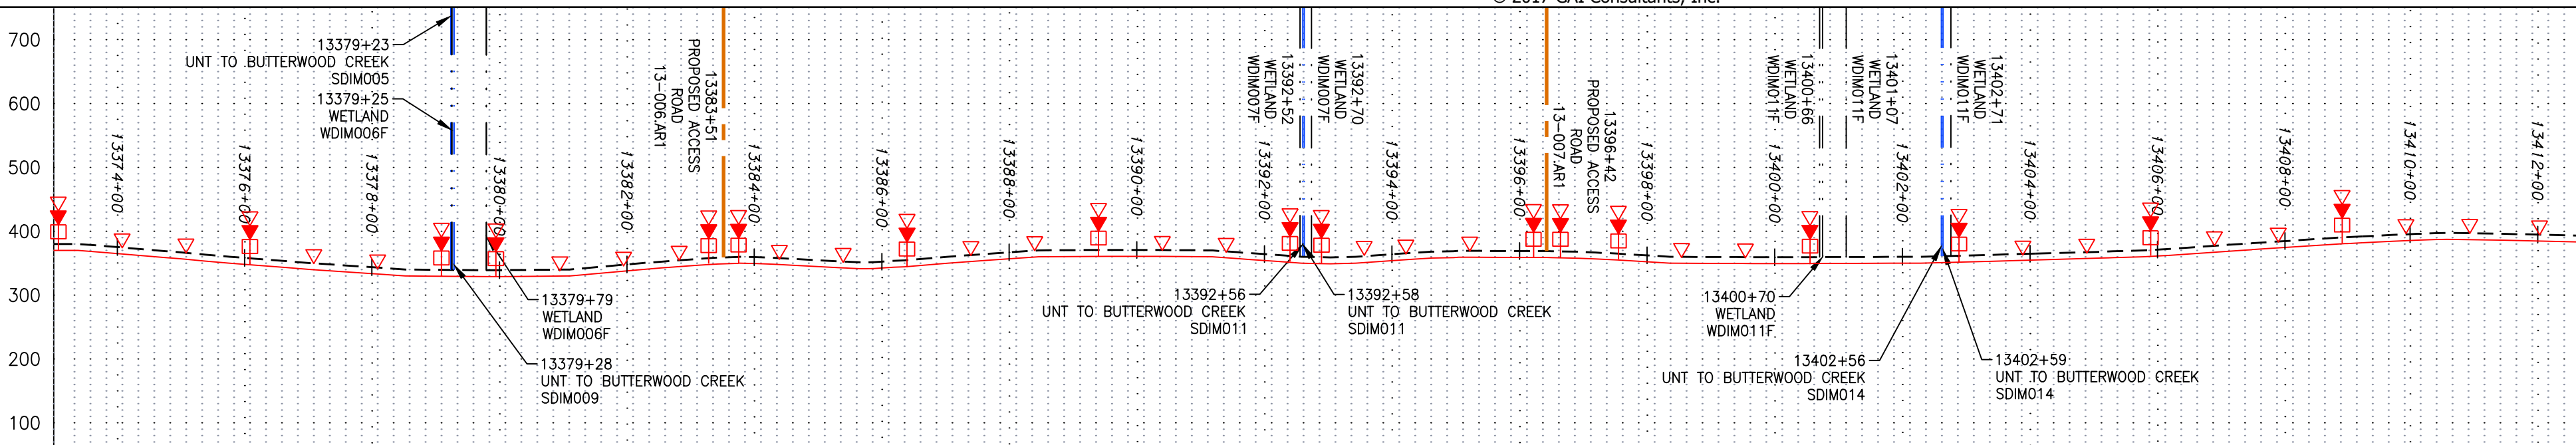 © 2017 GAI Consultants, Inc.
700
600
500
400
300
200
100
13374+00
13376+00
13378+00
13380+00
13382+00
13384+00
13386+00
13388+00
13390+00
13392+00
13394+00
13396+00
13398+00
13400+00
13402+00
13404+00
13406+00
13408+00
13410+00
13412+00
13379+23
UNT TO BUTTERWOOD CREEK
SDIM005
13379+25
WETLAND
WDIM006F
13379+79
WETLAND
WDIM006F
13379+28
UNT TO BUTTERWOOD CREEK
SDIM009
13383+51
PROPOSED ACCESS
ROAD
13-006.AR1
13392+52
WETLAND
WDIM007F
13392+70
WETLAND
WDIM007F
13392+56
UNT TO BUTTERWOOD CREEK
SDIM011
13392+58
UNT TO BUTTERWOOD CREEK
SDIM011
13396+42
PROPOSED ACCESS
ROAD
13-007.AR1
13400+66
WETLAND
WDIM011F
13401+07
WETLAND
WDIM011F
13400+70
WETLAND
WDIM011F
13402+71
WETLAND
WDIM011F
13402+56
UNT TO BUTTERWOOD CREEK
SDIM014
13402+59
UNT TO BUTTERWOOD CREEK
SDIM014